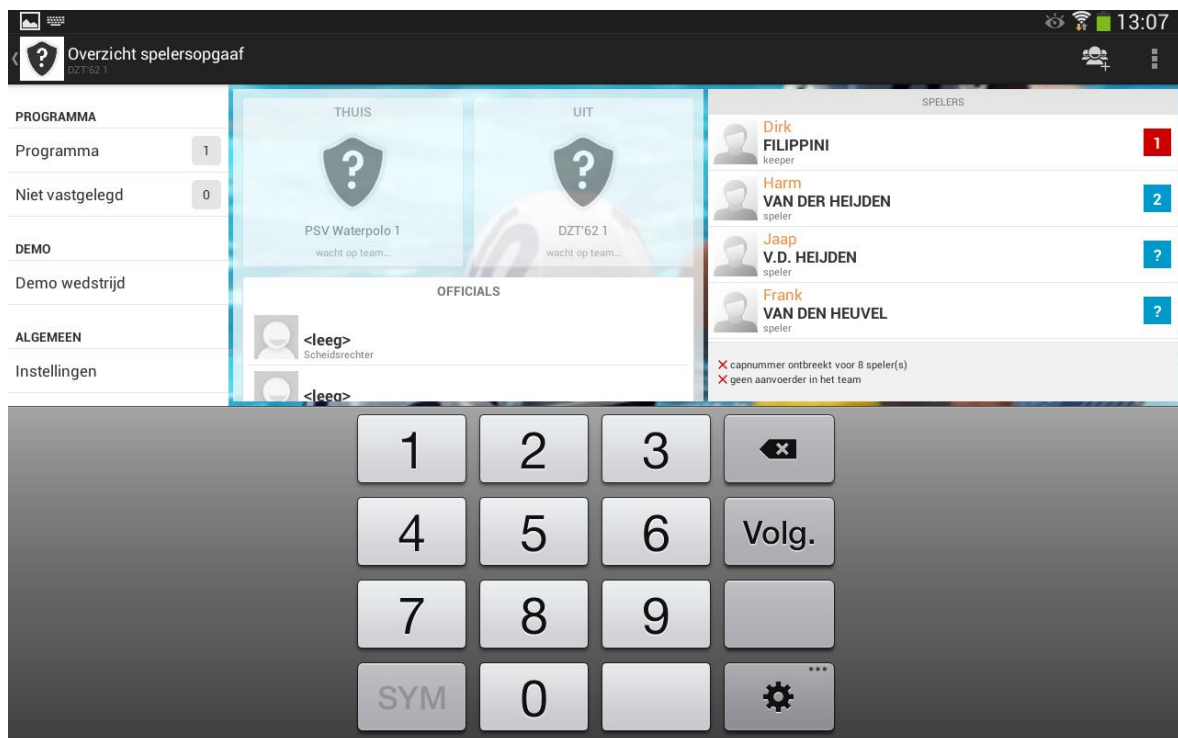 13:07
Overzicht spelersopgaaf
DZT'62 1
PROGRAMMA
Programma 1
Niet vastgelegd 0
DEMO
Demo wedstrijd
ALGEMEEN
Instellingen
THUIS
?
PSV Waterpolo 1
wacht op team...
UIT
?
DZT'62 1
wacht op team...
OFFICIALS
<leeg>
Scheidsrechter
<leeg>
SPELERS
Dirk
FILIPPINI
keeper
1
Harm
VAN DER HEIJDEN
speler
2
Jaap
V.D. HEIJDEN
speler
?
Frank
VAN DEN HEUVEL
speler
?
capnummer ontbreekt voor 8 speler(s)
geen aanvoerder in het team
1 2 3
4 5 6 Volg.
7 8 9
SYM 0